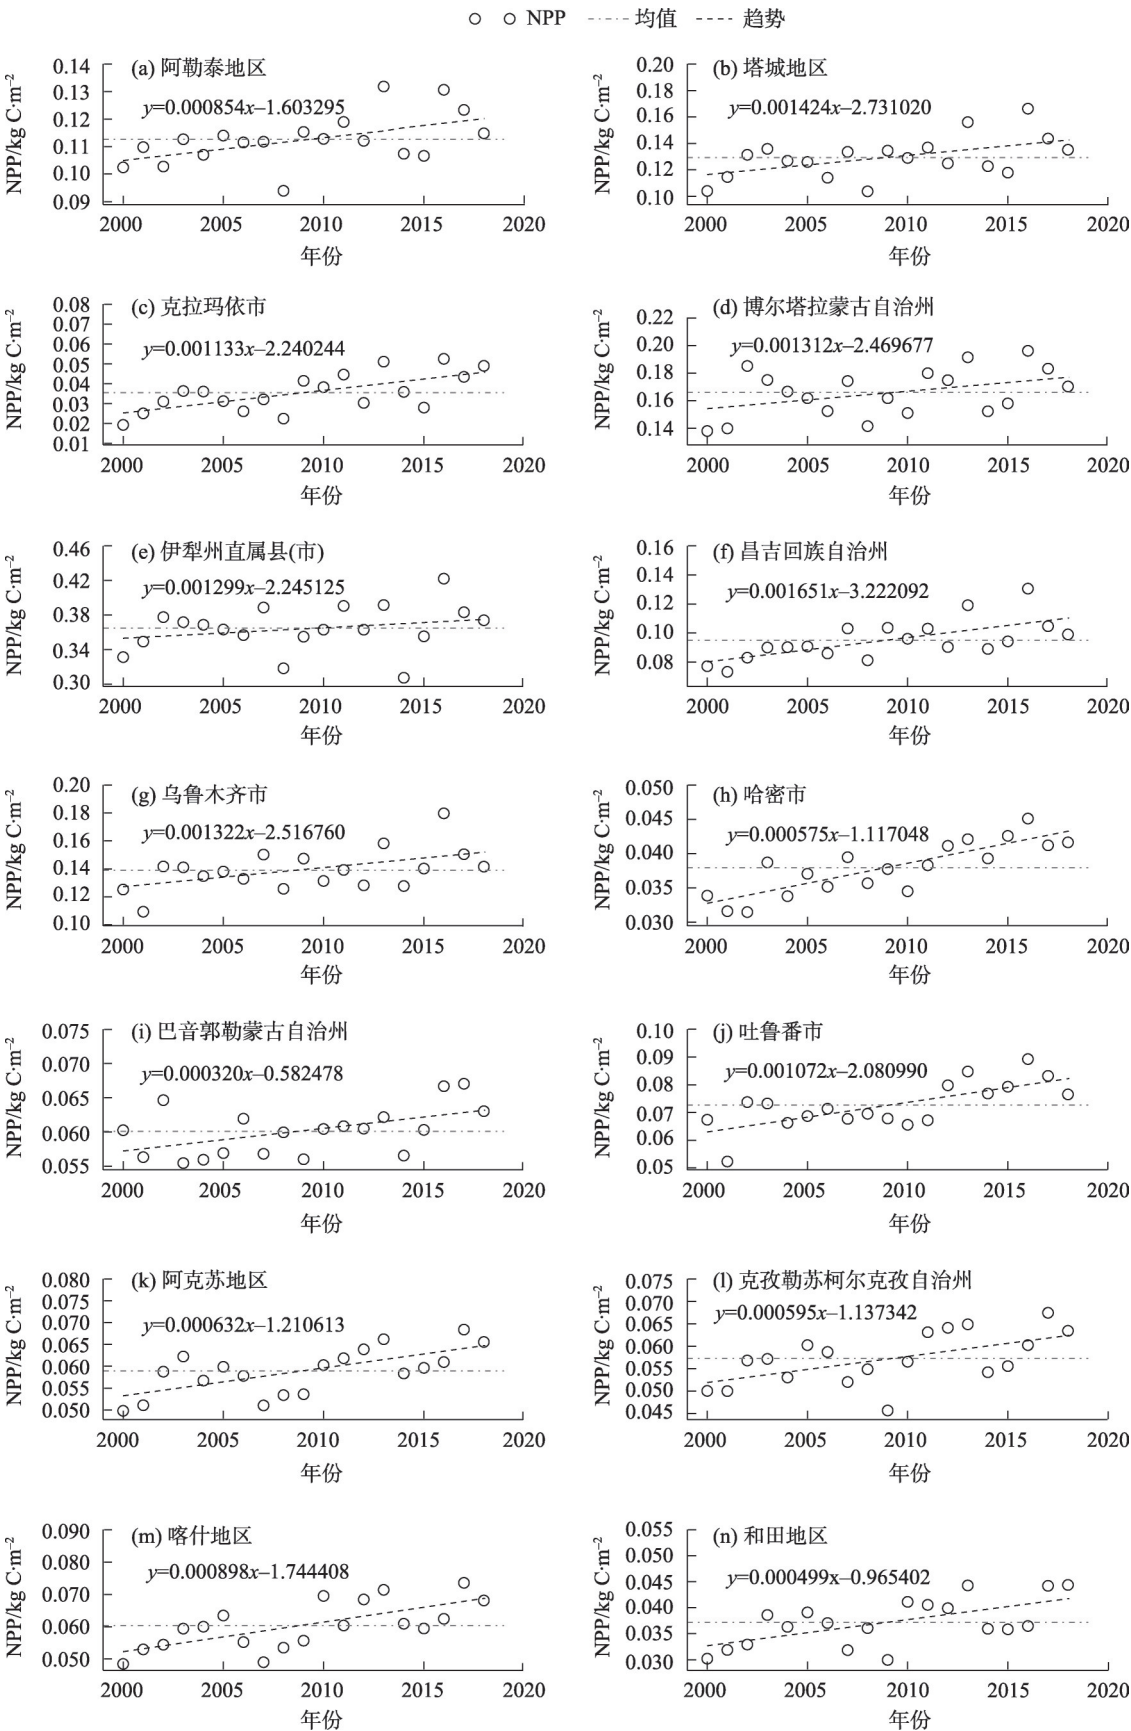 NPP 均值 趋势
(a) 阿勒泰地区
y=0.000854x–1.603295
NPP/kg C·m−2
0.14
0.13
0.12
0.11
0.10
0.09
2000 2005 2010 2015 2020
年份
(b) 塔城地区
y=0.001424x–2.731020
NPP/kg C·m−2
0.20
0.18
0.16
0.14
0.12
0.10
2000 2005 2010 2015 2020
年份
(c) 克拉玛依市
y=0.001133x–2.240244
NPP/kg C·m−2
0.08
0.07
0.06
0.05
0.04
0.03
0.02
0.01
2000 2005 2010 2015 2020
年份
(d) 博尔塔拉蒙古自治州
y=0.001312x–2.469677
NPP/kg C·m−2
0.22
0.20
0.18
0.16
0.14
2000 2005 2010 2015 2020
年份
(e) 伊犁州直属县(市)
y=0.001299x–2.245125
NPP/kg C·m−2
0.46
0.42
0.38
0.34
0.30
2000 2005 2010 2015 2020
年份
(f) 昌吉回族自治州
y=0.001651x–3.222092
NPP/kg C·m−2
0.16
0.14
0.12
0.10
0.08
2000 2005 2010 2015 2020
年份
(g) 乌鲁木齐市
y=0.001322x–2.516760
NPP/kg C·m−2
0.20
0.18
0.16
0.14
0.12
0.10
2000 2005 2010 2015 2020
年份
(h) 哈密市
y=0.000575x–1.117048
NPP/kg C·m−2
0.050
0.045
0.040
0.035
0.030
2000 2005 2010 2015 2020
年份
(i) 巴音郭勒蒙古自治州
y=0.000320x–0.582478
NPP/kg C·m−2
0.075
0.070
0.065
0.060
0.055
2000 2005 2010 2015 2020
年份
(j) 吐鲁番市
y=0.001072x–2.080990
NPP/kg C·m−2
0.10
0.09
0.08
0.07
0.06
0.05
2000 2005 2010 2015 2020
年份
(k) 阿克苏地区
y=0.000632x–1.210613
NPP/kg C·m−2
0.080
0.075
0.070
0.065
0.060
0.055
0.050
2000 2005 2010 2015 2020
年份
(l) 克孜勒苏柯尔克孜自治州
y=0.000595x–1.137342
NPP/kg C·m−2
0.075
0.070
0.065
0.060
0.055
0.050
0.045
2000 2005 2010 2015 2020
年份
(m) 喀什地区
y=0.000898x–1.744408
NPP/kg C·m−2
0.090
0.080
0.070
0.060
0.050
2000 2005 2010 2015 2020
年份
(n) 和田地区
y=0.000499x–0.965402
NPP/kg C·m−2
0.055
0.050
0.045
0.040
0.035
0.030
2000 2005 2010 2015 2020
年份